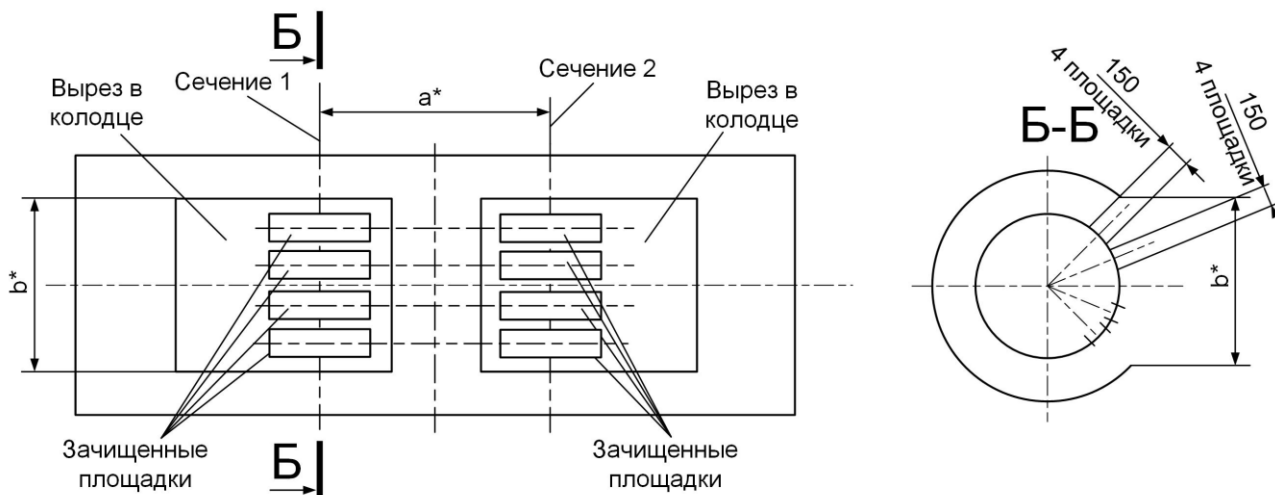 Б
Вырез в
колодце
Сечение 1
a*
Сечение 2
Вырез в
колодце
b*
Зачищенные
площадки
Б
Зачищенные
площадки
Б-Б
150
4 площадки
150
4 площадки
b*